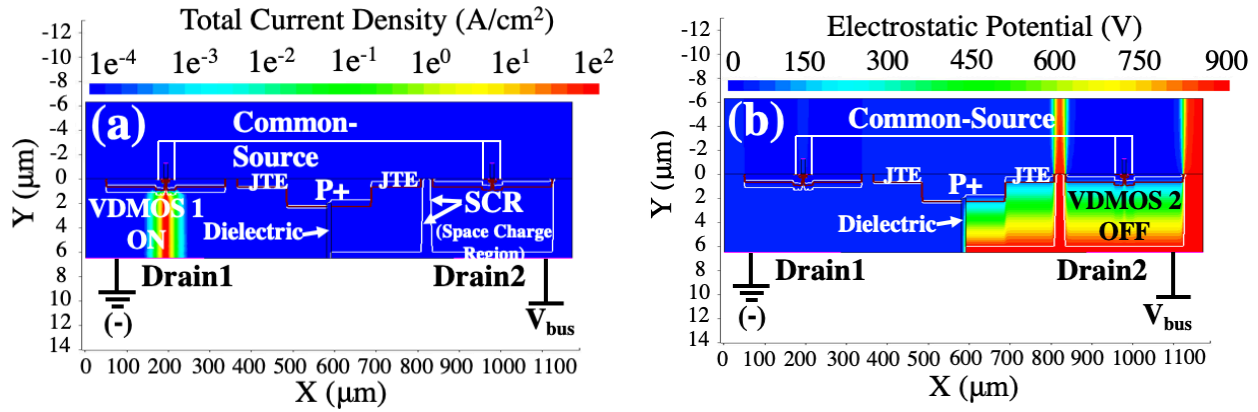 Total Current Density (A/cm²)
1e⁻⁴ 1e⁻³ 1e⁻² 1e⁻¹ 1e⁰ 1e¹ 1e²
-12
-10
-8
-6
-4
-2
0
2
4
6
8
10
12
14
Y (μm)
(a)
Common-
Source
JTE P+ JTE
VDMOS 1
ON
Dielectric
SCR
(Space Charge
Region)
Drain1 Drain2
(-)
Vbus
0 100 200 300 400 500 600 700 800 900 1000 1100
X (μm)
Electrostatic Potential (V)
0 150 250 300 450 600 750 900
-12
-10
-8
-6
-4
-2
0
2
4
6
8
10
12
14
Y (μm)
(b)
Common-Source
JTE P+ JTE
Dielectric
VDMOS 2
OFF
Drain1 Drain2
(-)
Vbus
0 100 200 300 400 500 600 700 800 900 1000 1100
X (μm)